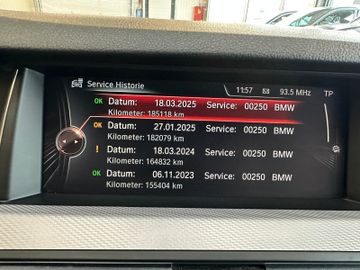 Service Historie
11:57 93.5 MHz TP
OK Datum: 18.03.2025 Service: 00250 BMW
Kilometer: 185118 km
OK Datum: 27.01.2025 Service: 00250 BMW
Kilometer: 182079 km
! Datum: 18.03.2024 Service: 00250 BMW
Kilometer: 164832 km
OK Datum: 06.11.2023 Service: 00250 BMW
Kilometer: 155404 km